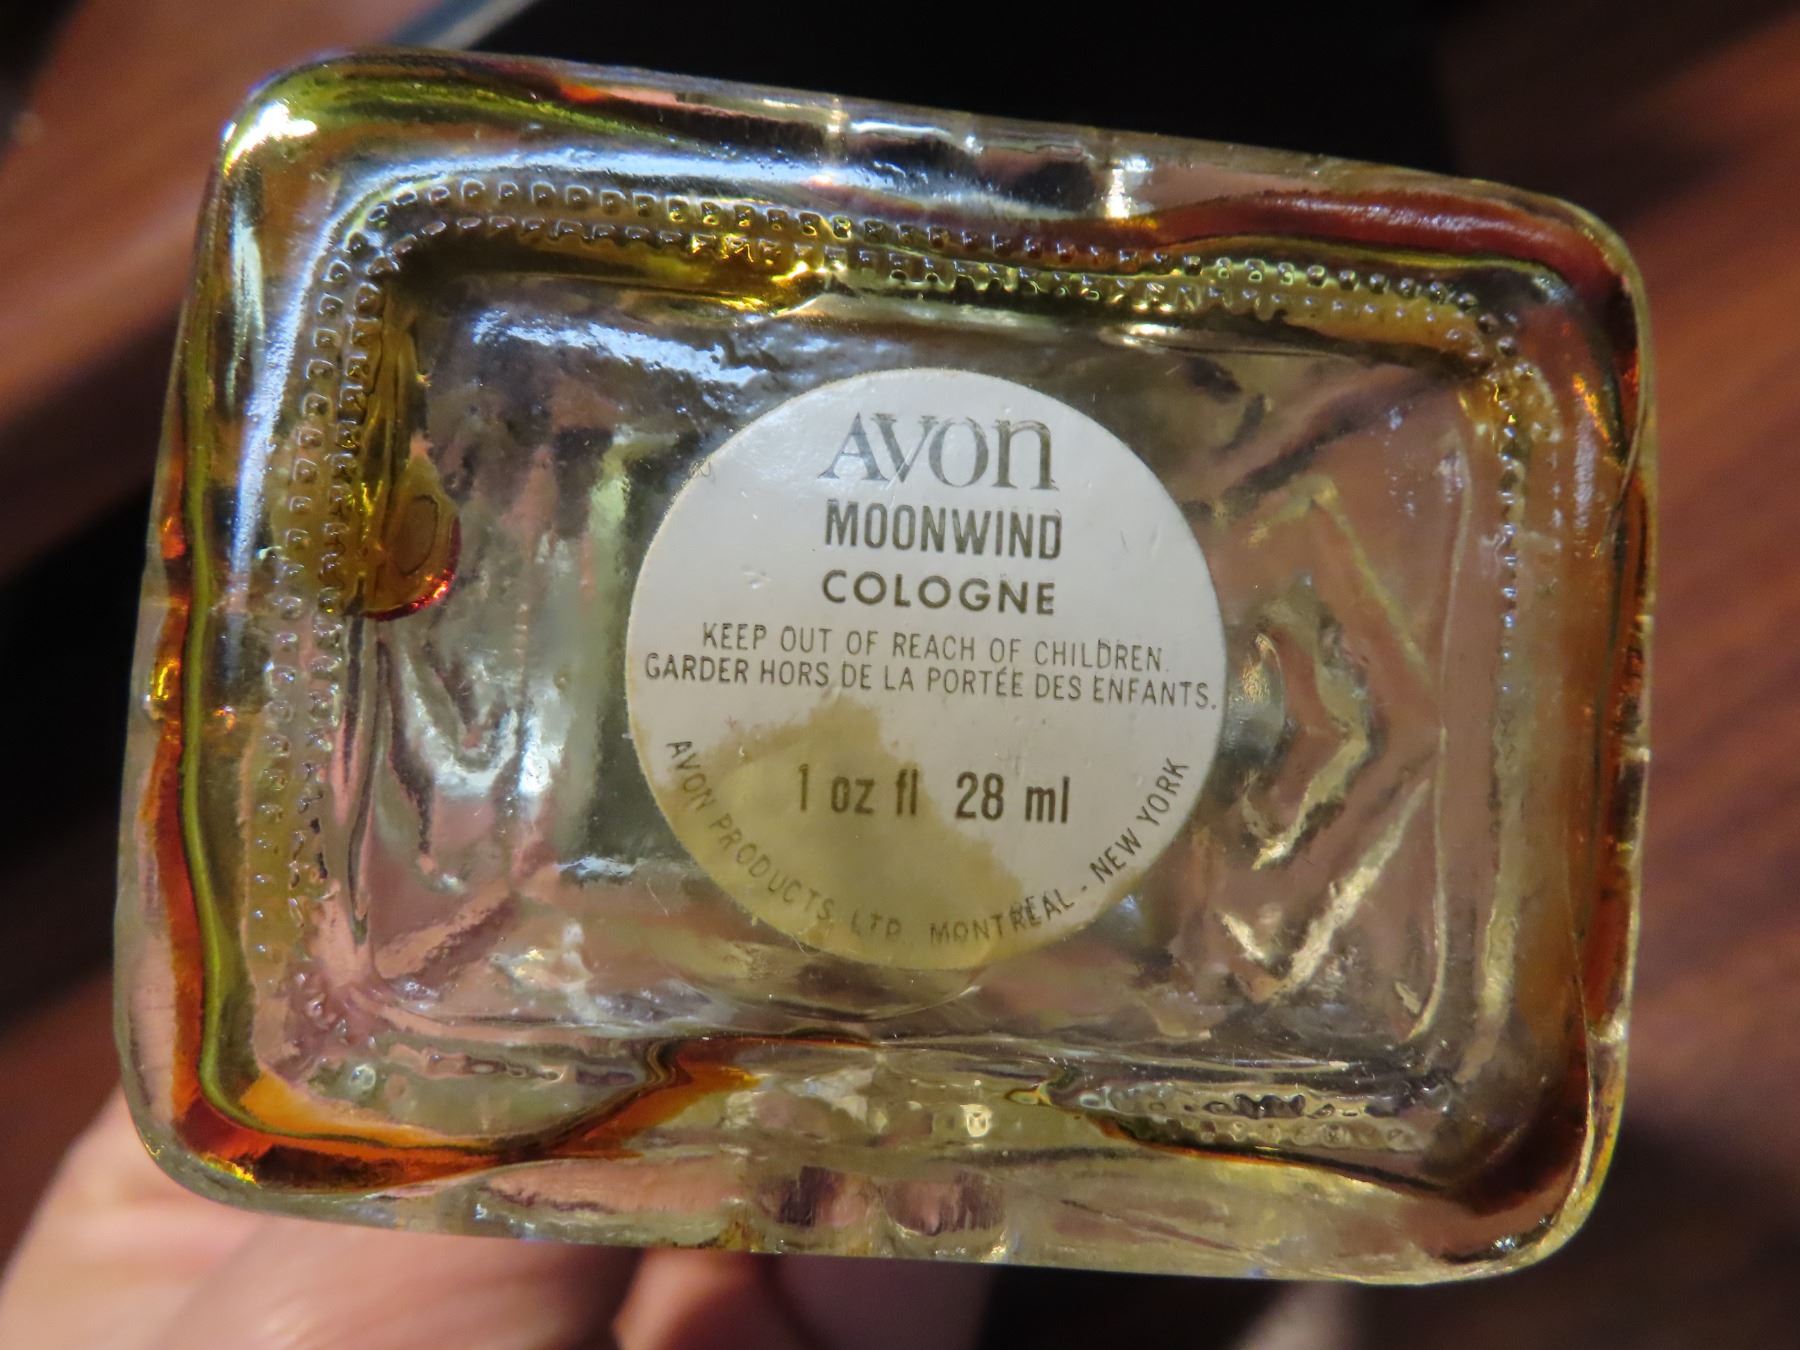 AVON
MOONWIND
COLOGNE
KEEP OUT OF REACH OF CHILDREN.
GARDER HORS DE LA PORTÉE DES ENFANTS.
1 oz fl 28 ml
AVON PRODUCTS, LTD. MONTREAL - NEW YORK